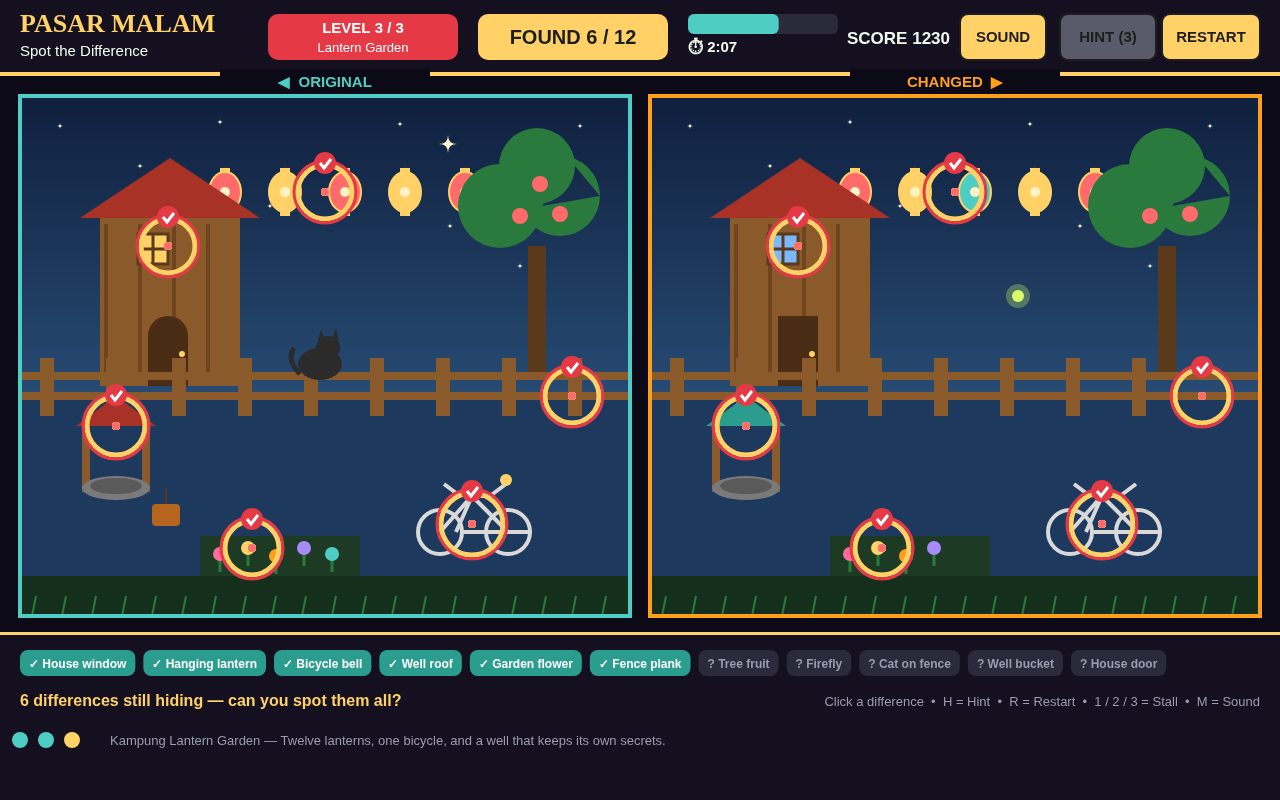 PASAR MALAM
Spot the Difference
LEVEL 3 / 3
Lantern Garden
FOUND 6 / 12
⏱ 2:07
SCORE 1230
SOUND
HINT (3)
RESTART
◀ ORIGINAL
CHANGED ▶
✓ House window
✓ Hanging lantern
✓ Bicycle bell
✓ Well roof
✓ Garden flower
✓ Fence plank
? Tree fruit
? Firefly
? Cat on fence
? Well bucket
? House door
6 differences still hiding — can you spot them all?
Click a difference • H = Hint • R = Restart • 1 / 2 / 3 = Stall • M = Sound
Kampung Lantern Garden — Twelve lanterns, one bicycle, and a well that keeps its own secrets.